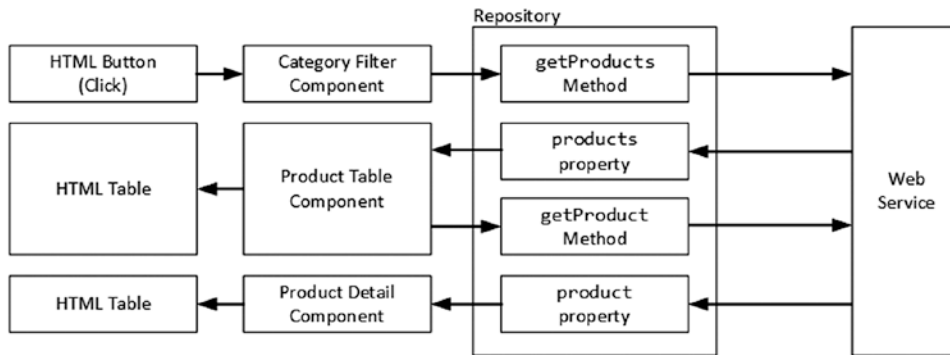 Repository
HTML Button
(Click)
Category Filter
Component
getProducts
Method
HTML Table
Product Table
Component
products
property
getProduct
Method
Web
Service
HTML Table
Product Detail
Component
product
property